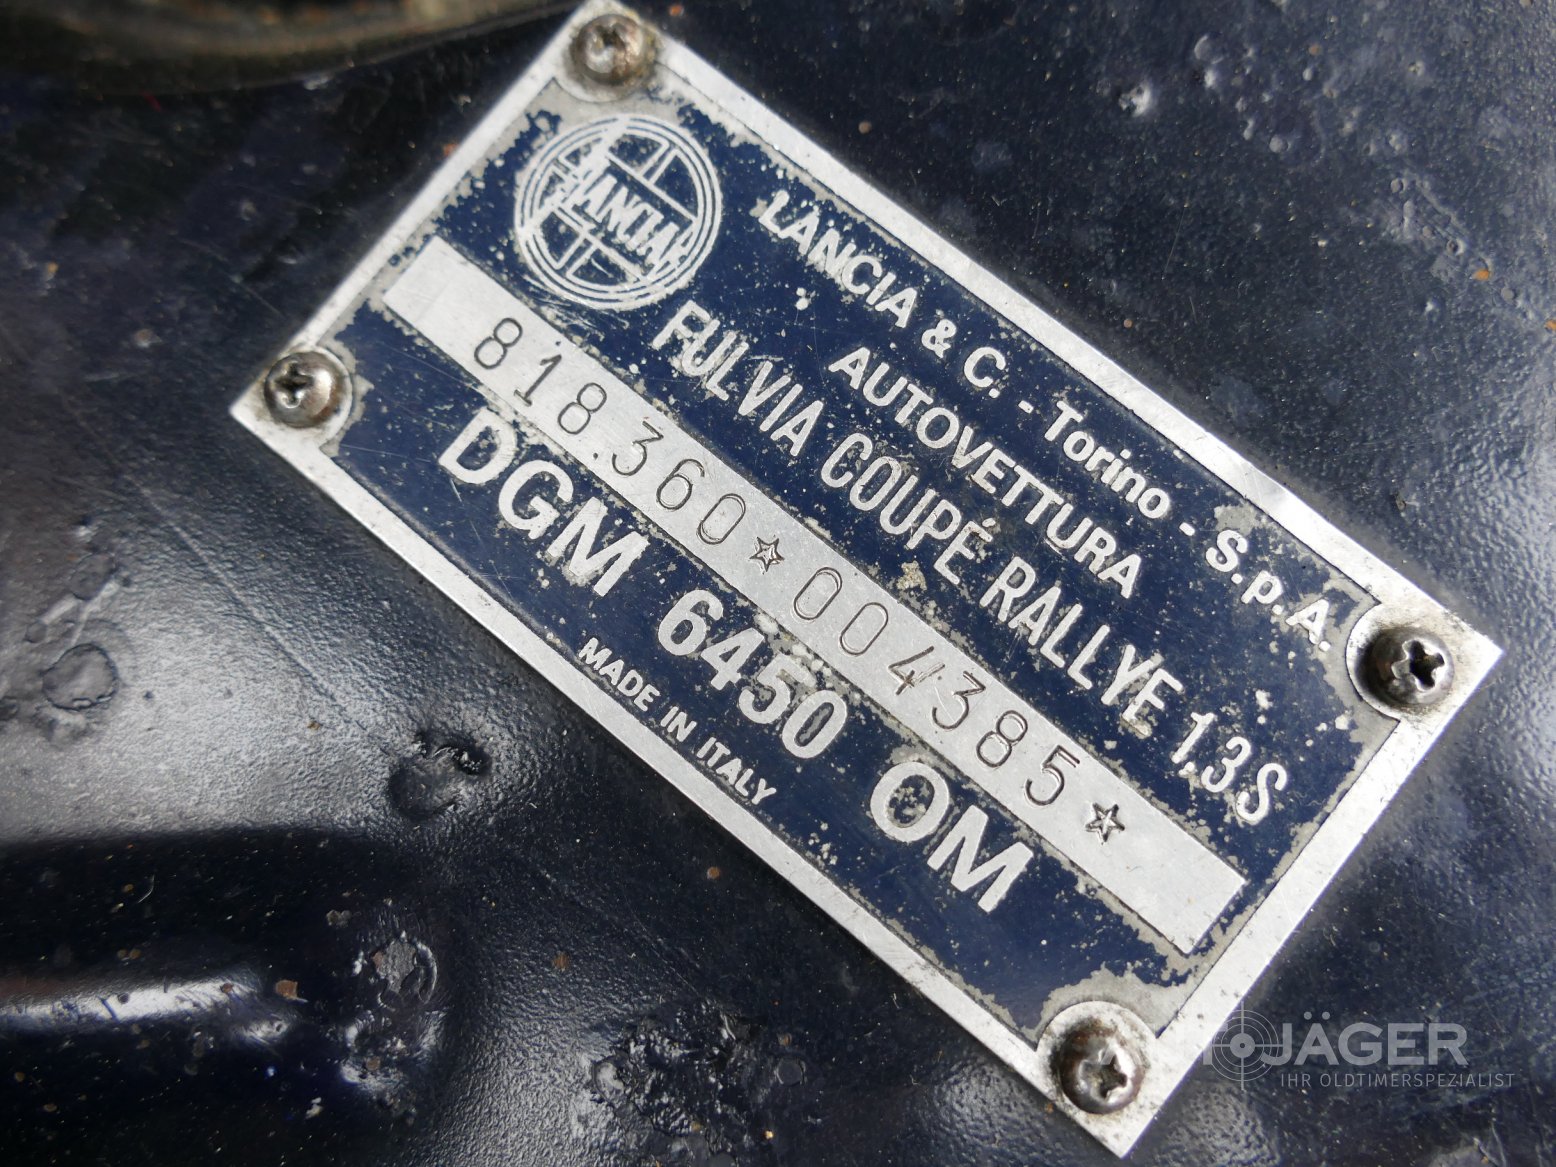 LANCIA
LANCIA & C. - Torino - S.p.A.
AUTOVETTURA
FULVIA COUPÉ RALLYE 1.3 S
818.360☆004385☆
DGM 6450 OM
MADE IN ITALY
JÄGER
IHR OLDTIMERSPEZIALIST